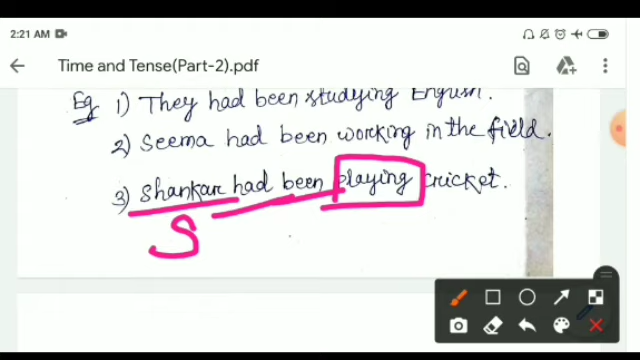 2:21 AM
Time and Tense(Part-2).pdf
Eg 1) They had been studying English.
2) Seema had been working in the field.
3) Shankar had been playing cricket.
S